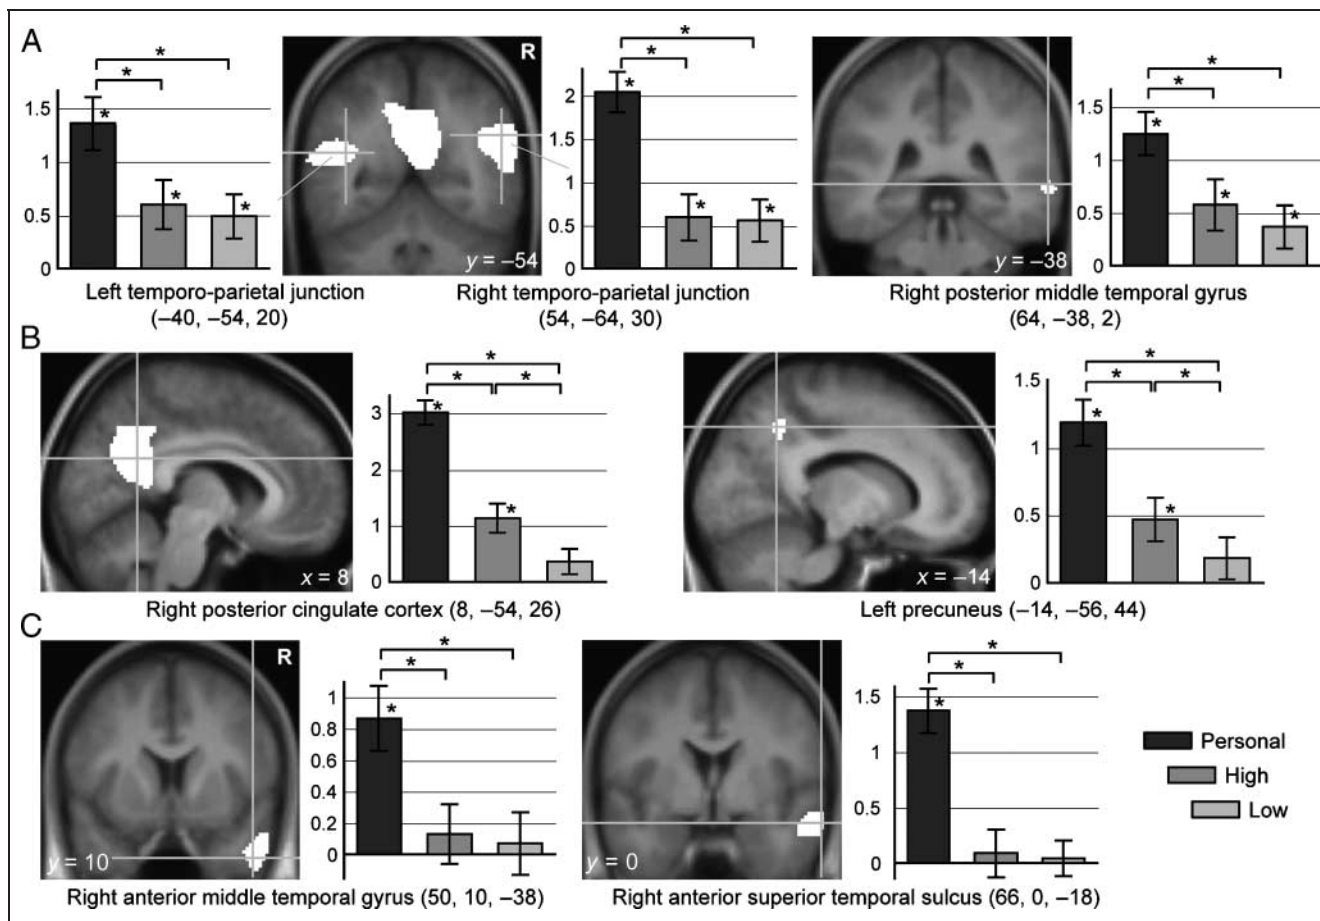 A
R
* * * * *
1.5
1
0.5
0
y = –54
* * * * *
2
1.5
1
0.5
0
y = –38
* * * * *
1.5
1
0.5
0
Left temporo-parietal junction
(–40, –54, 20)
Right temporo-parietal junction
(54, –64, 30)
Right posterior middle temporal gyrus
(64, –38, 2)
B
x = 8
* * * * *
3
2
1
0
x = –14
* * * * *
1.5
1
0.5
0
Right posterior cingulate cortex (8, –54, 26)
Left precuneus (–14, –56, 44)
C
R
y = 10
* * *
1
0.8
0.6
0.4
0.2
0
y = 0
* * *
1.5
1
0.5
0
Personal
High
Low
Right anterior middle temporal gyrus (50, 10, –38)
Right anterior superior temporal sulcus (66, 0, –18)